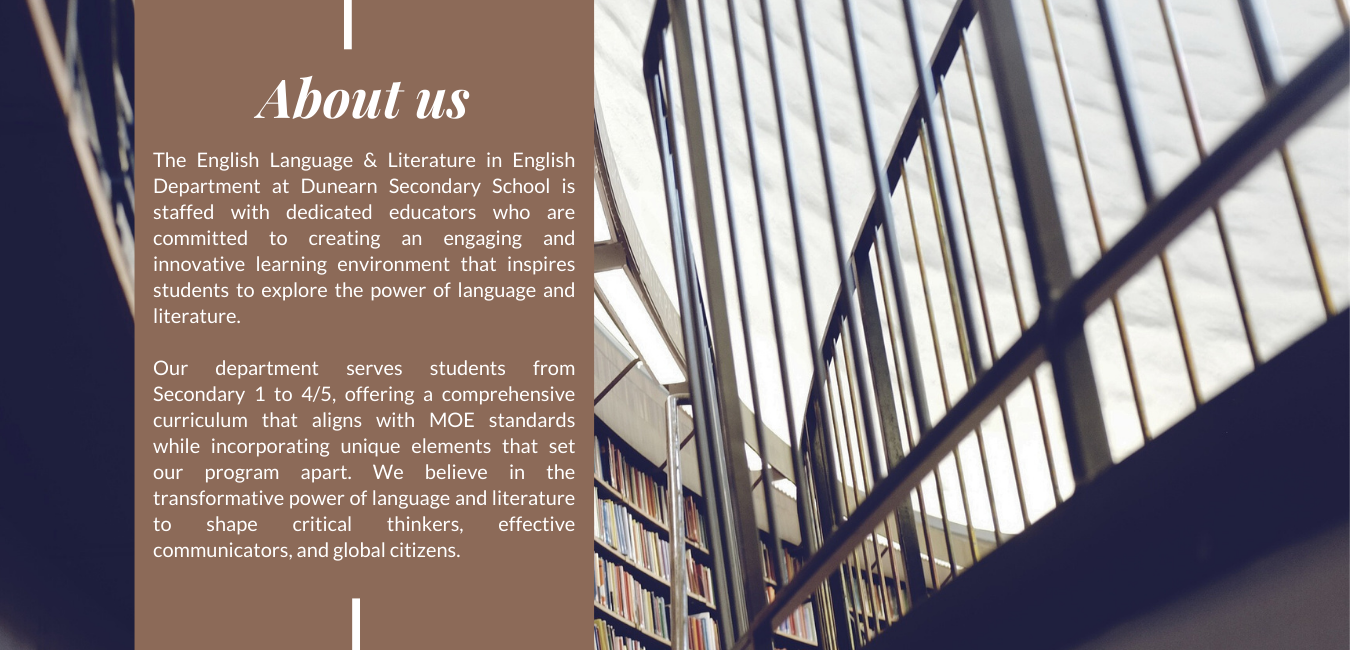 About us
The English Language & Literature in English
Department at Dunearn Secondary School is
staffed with dedicated educators who are
committed to creating an engaging and
innovative learning environment that inspires
students to explore the power of language and
literature.
Our department serves students from
Secondary 1 to 4/5, offering a comprehensive
curriculum that aligns with MOE standards
while incorporating unique elements that set
our program apart. We believe in the
transformative power of language and literature
to shape critical thinkers, effective
communicators, and global citizens.